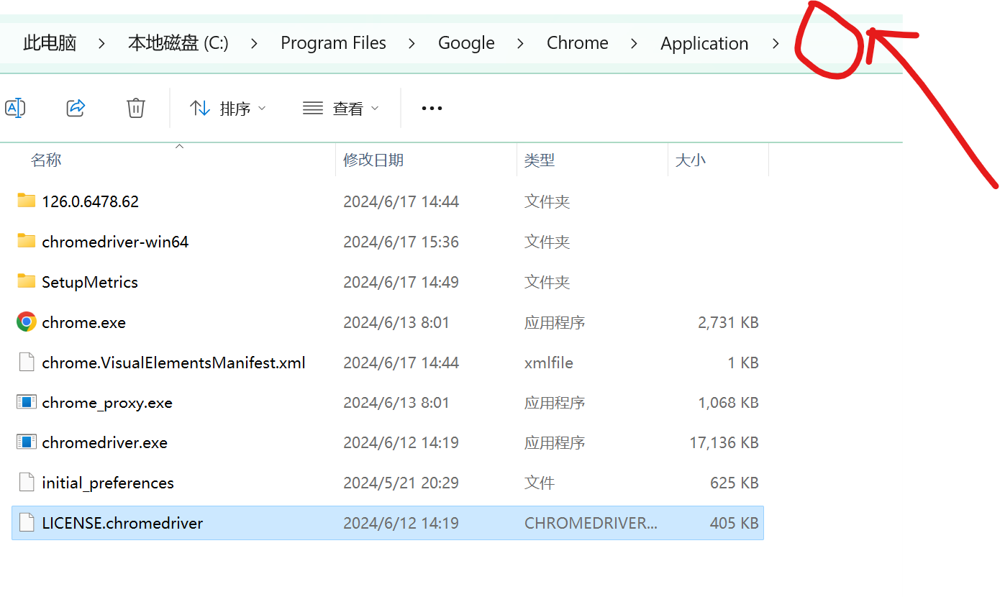 此电脑 > 本地磁盘 (C:) > Program Files > Google > Chrome > Application >
排序 查看
名称 修改日期 类型 大小
126.0.6478.62 2024/6/17 14:44 文件夹
chromedriver-win64 2024/6/17 15:36 文件夹
SetupMetrics 2024/6/17 14:49 文件夹
chrome.exe 2024/6/13 8:01 应用程序 2,731 KB
chrome.VisualElementsManifest.xml 2024/6/17 14:44 xmlfile 1 KB
chrome_proxy.exe 2024/6/13 8:01 应用程序 1,068 KB
chromedriver.exe 2024/6/12 14:19 应用程序 17,136 KB
initial_preferences 2024/5/21 20:29 文件 625 KB
LICENSE.chromedriver 2024/6/12 14:19 CHROMEDRIVER... 405 KB